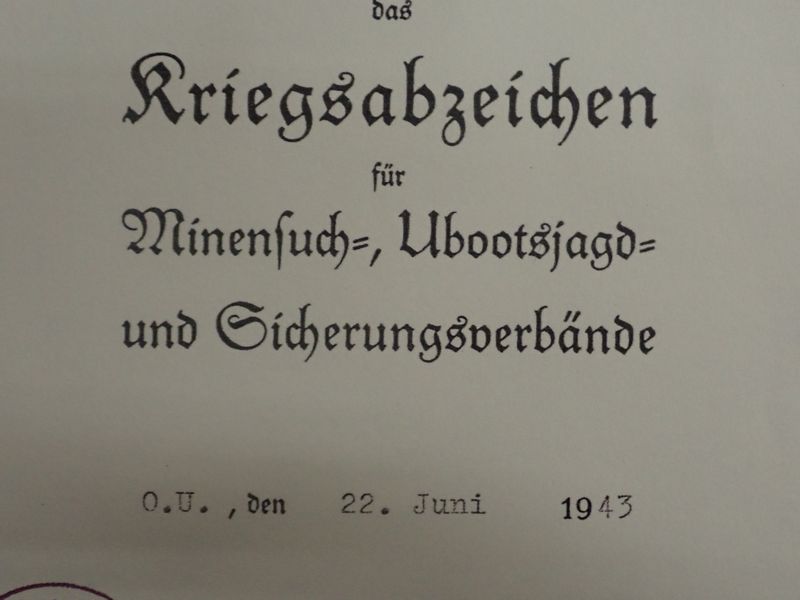 das
Kriegsabzeichen
für
Minenſuch=, Ubootsjagd=
und Sicherungsverbände
O.U. , den 22. Juni 1943